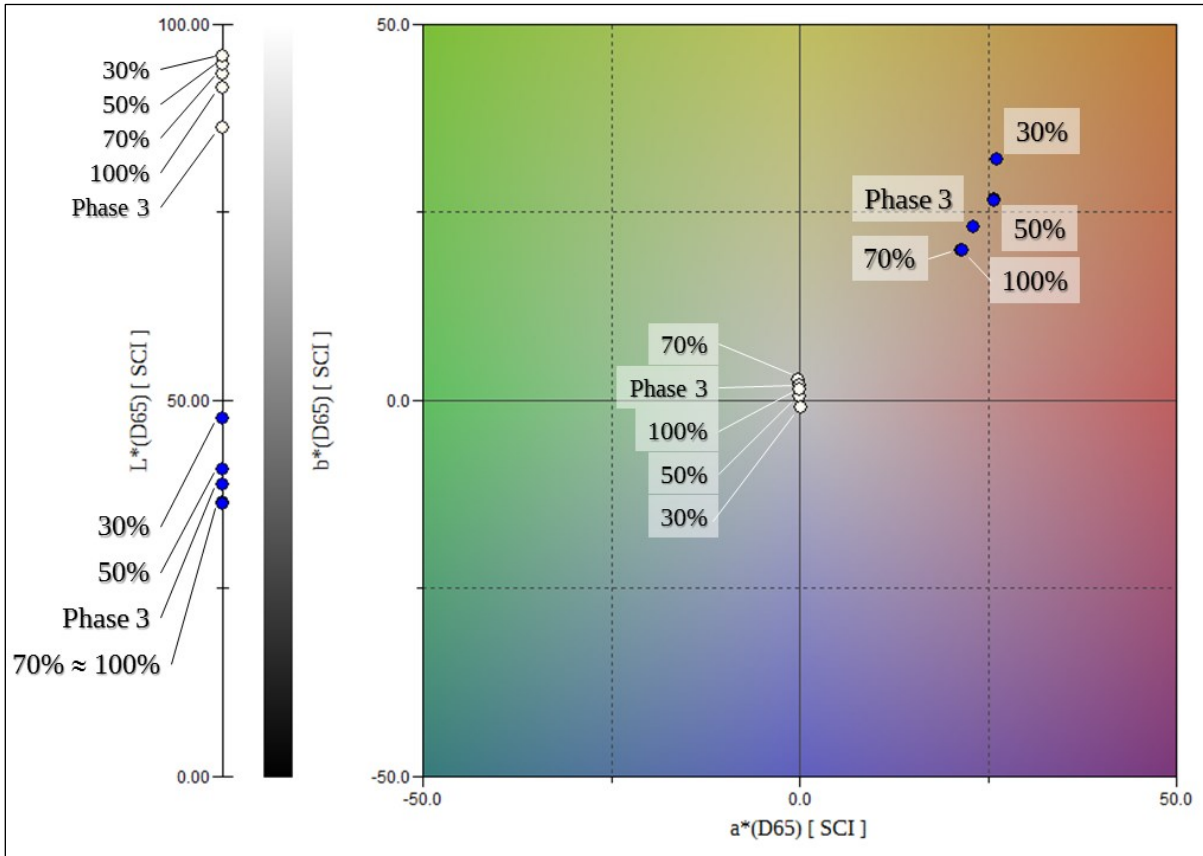 100.00
30%
50%
70%
100%
Phase 3
L*(D65) [ SCI ]
50.00
30%
50%
Phase 3
70% ≈ 100%
0.00
b*(D65) [ SCI ]
50.0
0.0
-50.0
30%
Phase 3
50%
70%
100%
70%
Phase 3
100%
50%
30%
-50.0
0.0
50.0
a*(D65) [ SCI ]